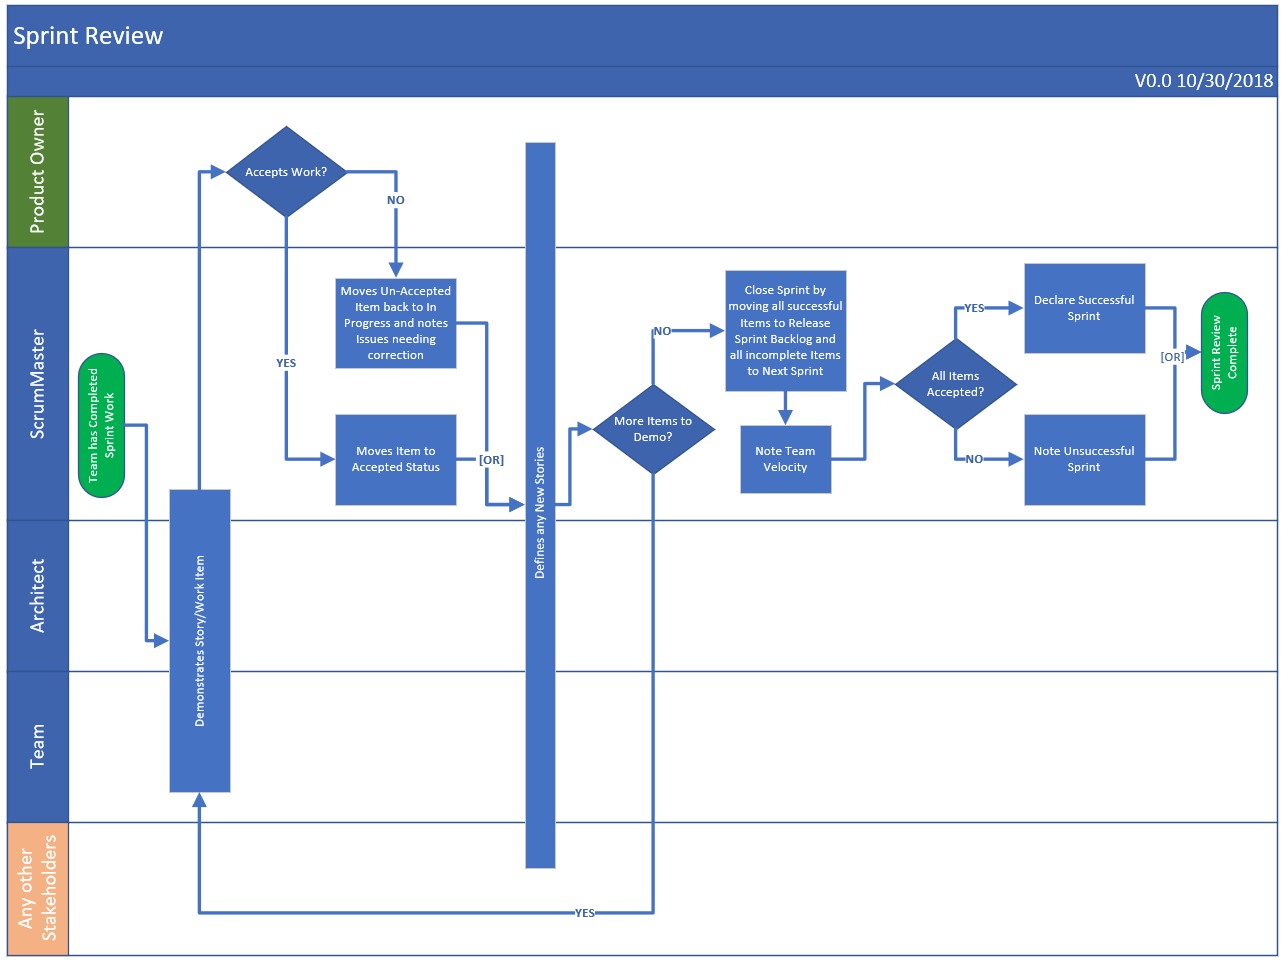 Sprint Review
V0.0 10/30/2018
Product Owner
Accepts Work?
NO
YES
ScrumMaster
Team has Completed
Sprint Work
Moves Un-Accepted
Item back to In
Progress and notes
Issues needing
correction
Moves Item to
Accepted Status
[OR]
Defines any New Stories
More Items to
Demo?
NO
YES
Close Sprint by
moving all successful
Items to Release
Sprint Backlog and
all incomplete Items
to Next Sprint
Note Team
Velocity
All Items
Accepted?
YES
NO
Declare Successful
Sprint
Note Unsuccessful
Sprint
[OR]
Sprint Review
Complete
Architect
Demonstrates Story/Work Item
Team
Any other
Stakeholders